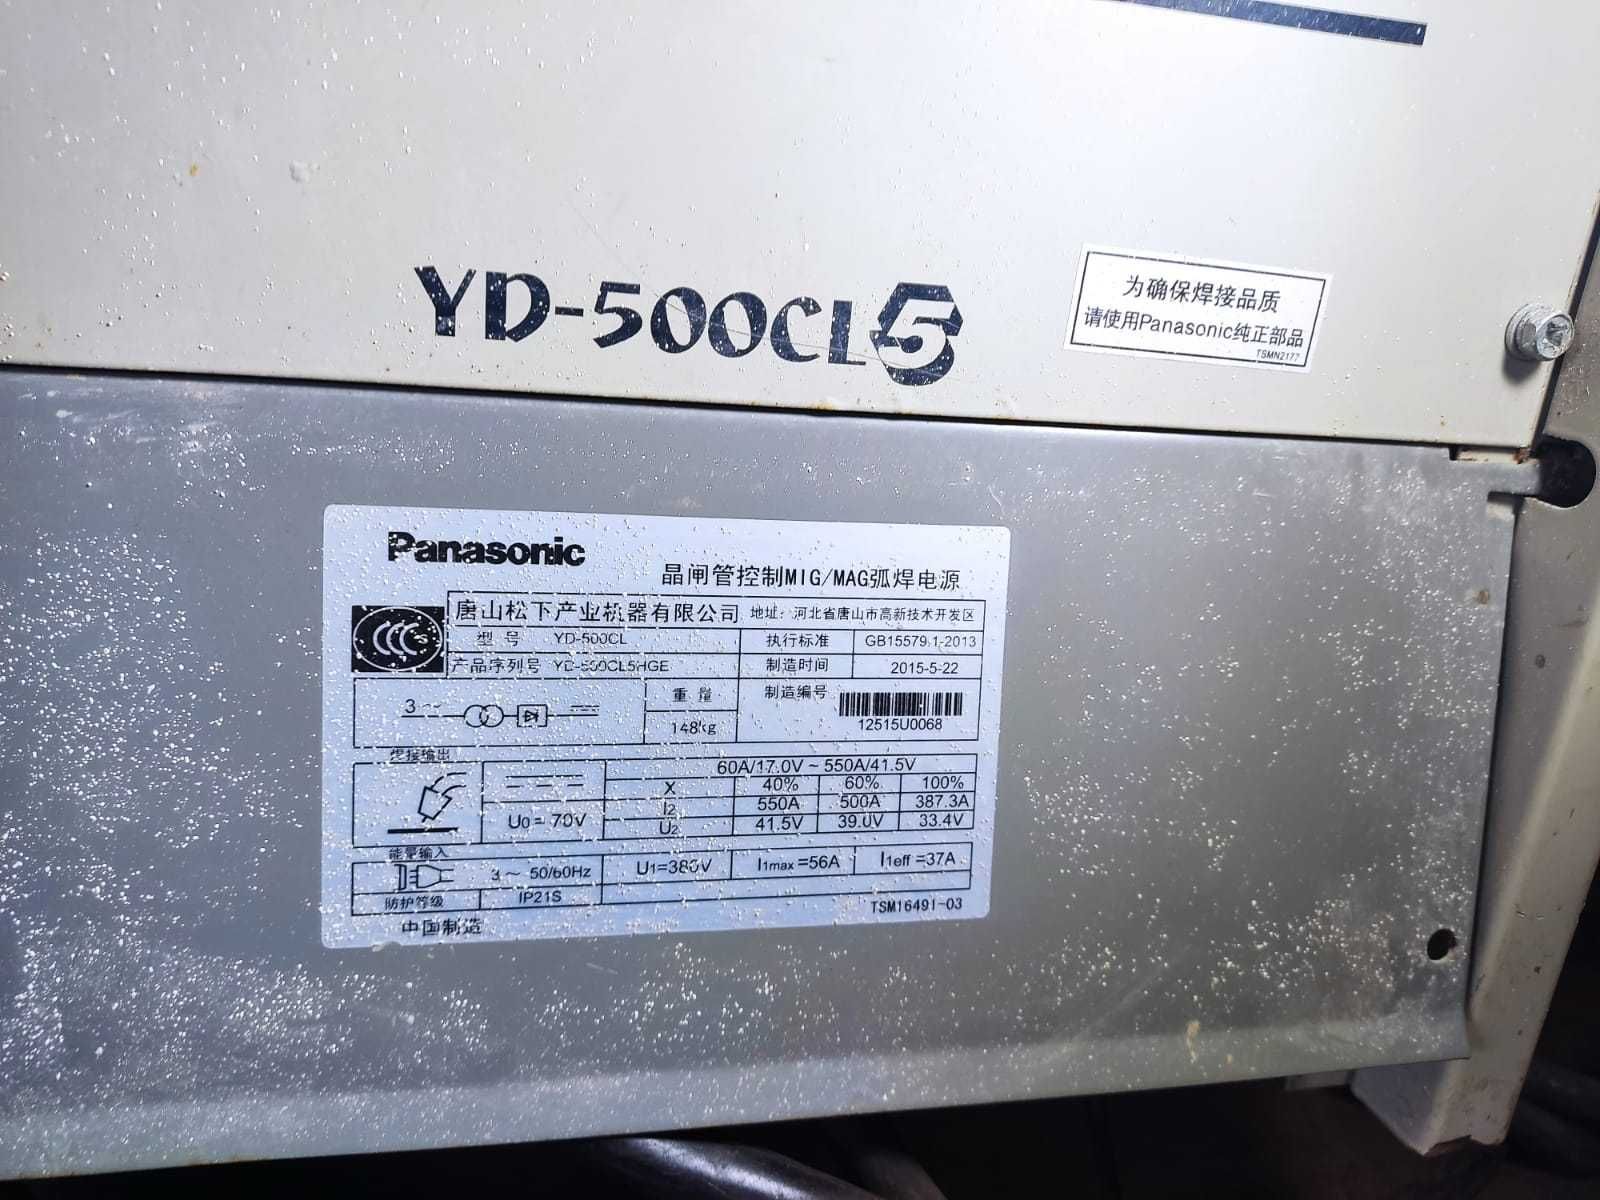 YD-500CL5
为确保焊接品质
请使用Panasonic纯正部品
TSMN2177
Panasonic
晶闸管控制MIG/MAG弧焊电源
CCC S
唐山松下产业机器有限公司 地址：河北省唐山市高新技术开发区
型号 YD-500CL 执行标准 GB15579.1-2013
产品序列号 YD-500CL5HGE 制造时间 2015-5-22
3~ 重量 制造编号
148kg 12515U0068
焊接输出
60A/17.0V ~ 550A/41.5V
X 40% 60% 100%
U0 = 70V I2 550A 500A 387.3A
U2 41.5V 39.0V 33.4V
能量输入
3 ~ 50/60Hz U1=380V I1max =56A I1eff =37A
防护等级 IP21S TSM16491-03
中国制造